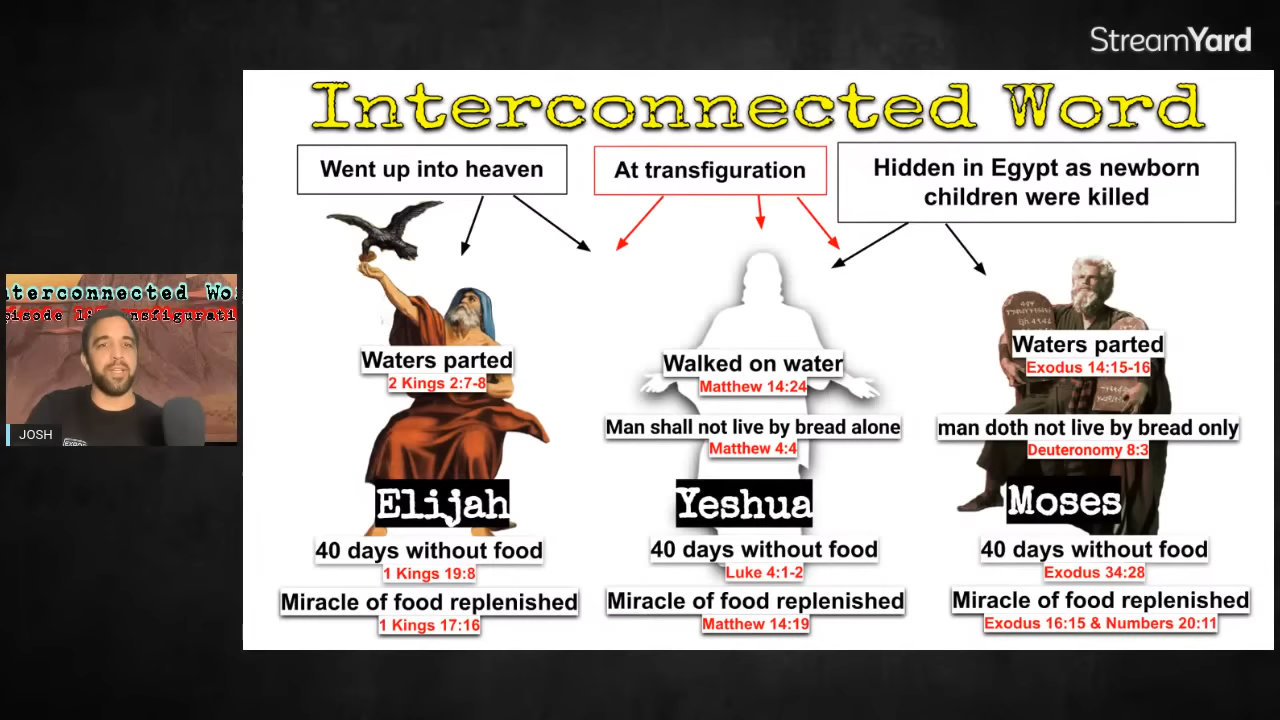 StreamYard
Interconnected Word
Went up into heaven
At transfiguration
Hidden in Egypt as newborn
children were killed
Waters parted
2 Kings 2:7-8
Elijah
40 days without food
1 Kings 19:8
Miracle of food replenished
1 Kings 17:16
Walked on water
Matthew 14:24
Man shall not live by bread alone
Matthew 4:4
Yeshua
40 days without food
Luke 4:1-2
Miracle of food replenished
Matthew 14:19
Waters parted
Exodus 14:15-16
man doth not live by bread only
Deuteronomy 8:3
Moses
40 days without food
Exodus 34:28
Miracle of food replenished
Exodus 16:15 & Numbers 20:11
nterconnected Wo
JOSH